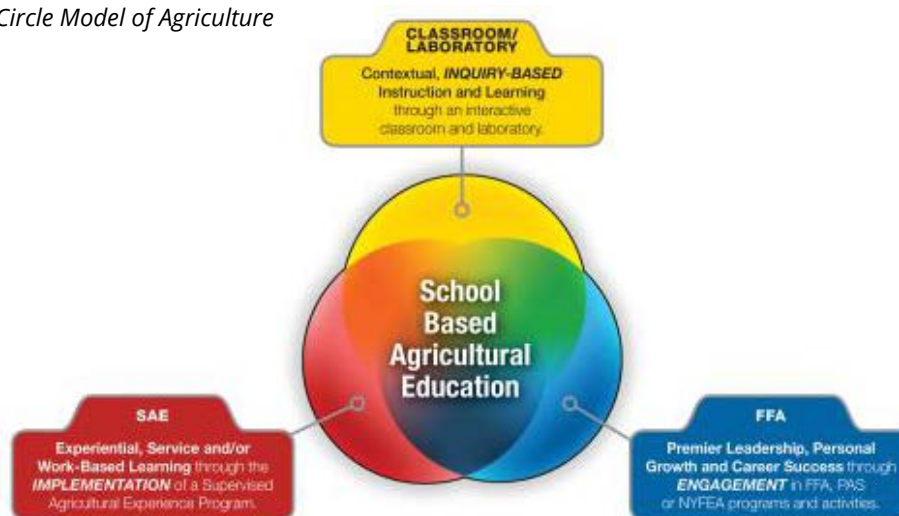 Circle Model of Agriculture
CLASSROOM/
LABORATORY
Contextual, INQUIRY-BASED
Instruction and Learning
through an interactive
classroom and laboratory.
School
Based
Agricultural
Education
SAE
Experiential, Service and/or
Work-Based Learning through the
IMPLEMENTATION of a Supervised
Agricultural Experience Program.
FFA
Premier Leadership, Personal
Growth and Career Success through
ENGAGEMENT in FFA, PAS
or NYFEA programs and activities.